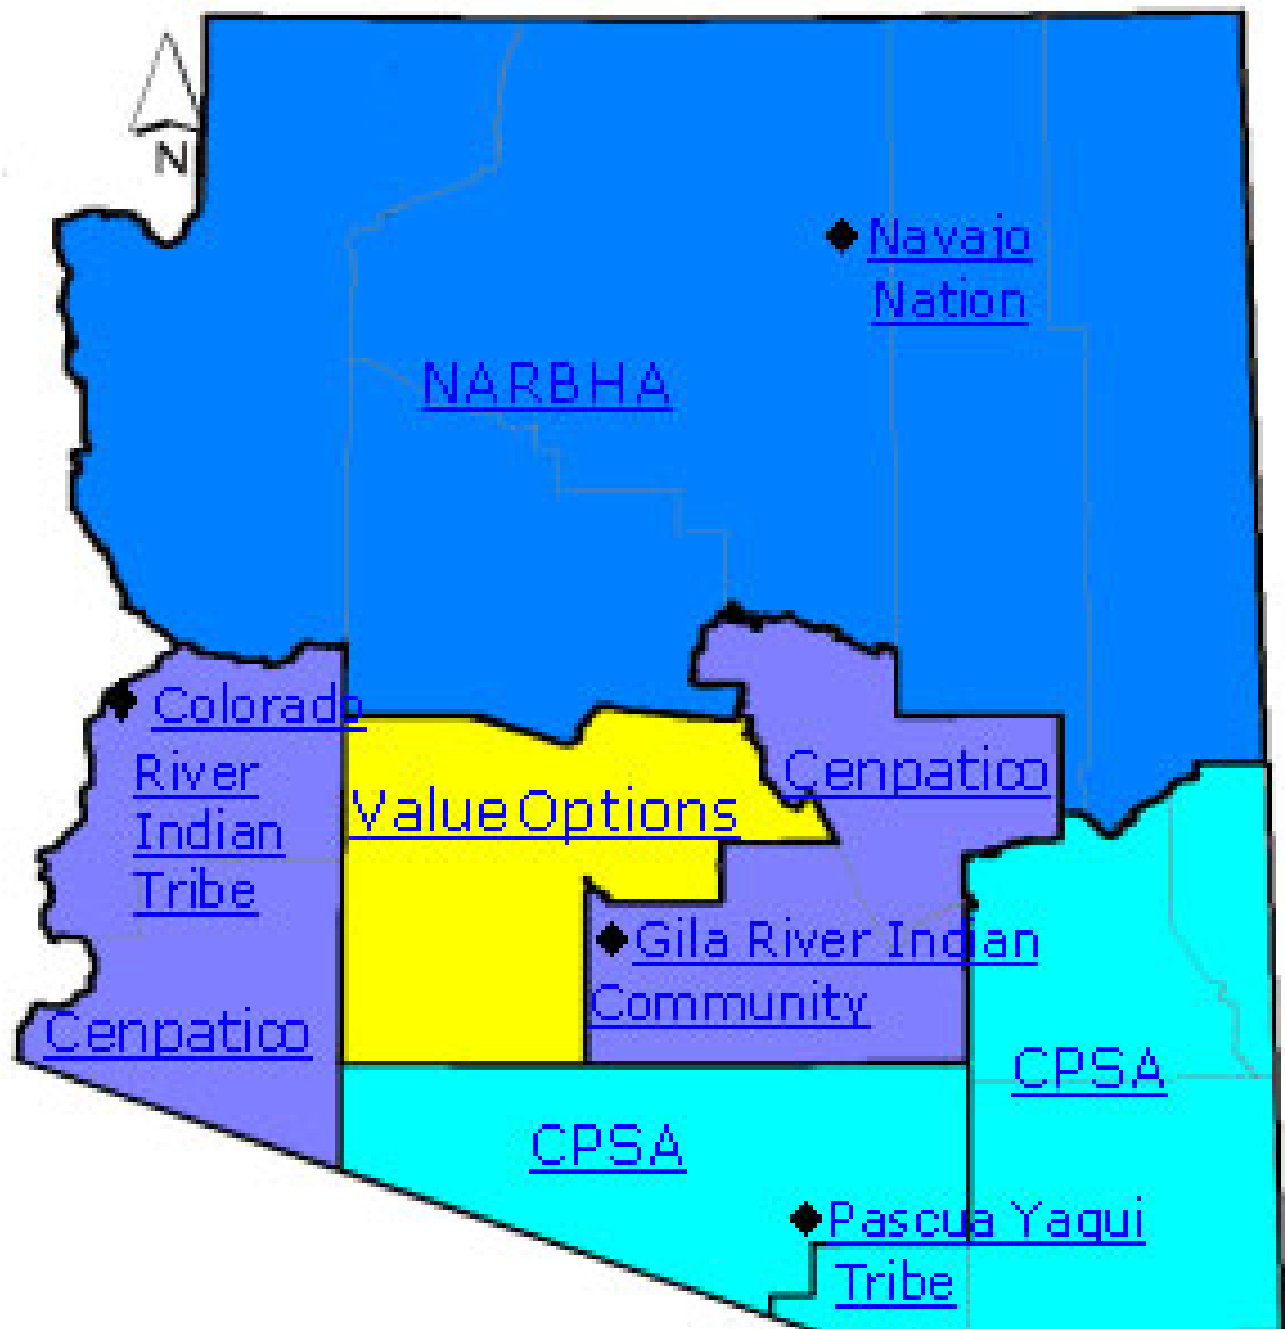 N
Navajo
Nation
NARBHA
Colorado
River
Indian
Tribe
Cenpatico
Value Options
Cenpatico
Gila River Indian
Community
CPSA
CPSA
Pascua Yaqui
Tribe